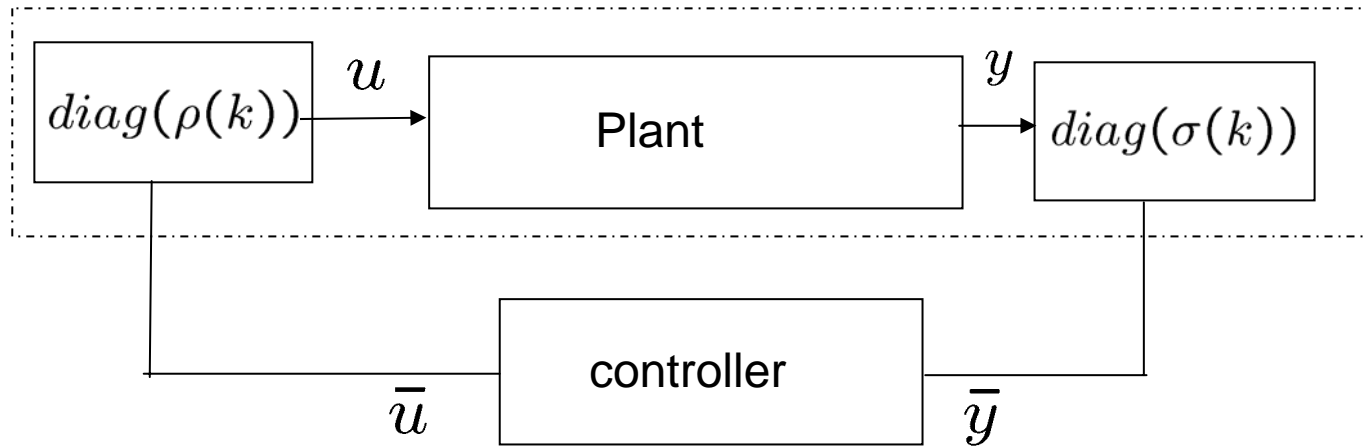 u
y
diag(ρ(k))
Plant
diag(σ(k))
controller
ū
ȳ